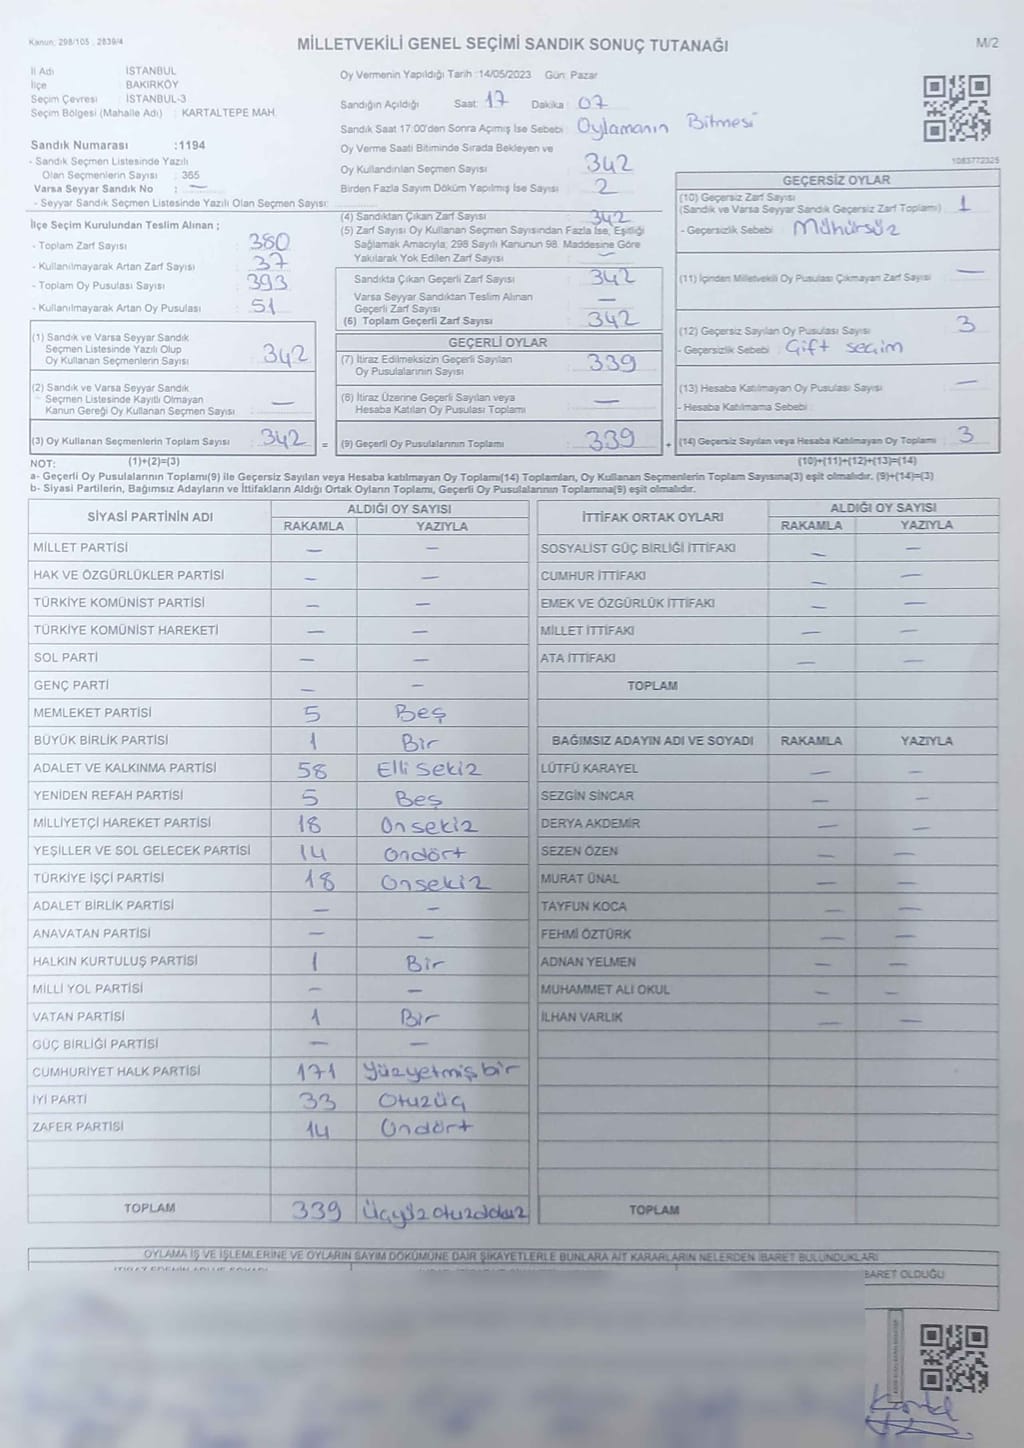 Kanun: 298/105 , 2839/4
MİLLETVEKİLİ GENEL SEÇİMİ SANDIK SONUÇ TUTANAĞI
M/2
İl Adı : İSTANBUL
İlçe : BAKIRKÖY
Seçim Çevresi : İSTANBUL-3
Seçim Bölgesi (Mahalle Adı) : KARTALTEPE MAH.
Sandık Numarası :1194
- Sandık Seçmen Listesinde Yazılı
Olan Seçmenlerin Sayısı : 365
Varsa Seyyar Sandık No : —
- Seyyar Sandık Seçmen Listesinde Yazılı Olan Seçmen Sayısı:
Oy Vermenin Yapıldığı Tarih :14/05/2023 Gün: Pazar
Sandığın Açıldığı Saat: 17 Dakika : 07
Sandık Saat 17:00'den Sonra Açımış İse Sebebi : Oylamanın Bitmesi
Oy Verme Saati Bitiminde Sırada Bekleyen ve
Oy Kullandırılan Seçmen Sayısı : 342
Birden Fazla Sayım Döküm Yapılmış İse Sayısı : 2
1083772325
İlçe Seçim Kurulundan Teslim Alınan ;
- Toplam Zarf Sayısı : 380
- Kullanılmayarak Artan Zarf Sayısı : 37
- Toplam Oy Pusulası Sayısı : 393
- Kullanılmayarak Artan Oy Pusulası : 51
(1) Sandık ve Varsa Seyyar Sandık
Seçmen Listesinde Yazılı Olup
Oy Kullanan Seçmenlerin Sayısı : 342
(2) Sandık ve Varsa Seyyar Sandık
Seçmen Listesinde Kayıtlı Olmayan
Kanun Gereği Oy Kullanan Seçmen Sayısı : —
(3) Oy Kullanan Seçmenlerin Toplam Sayısı : 342 =
(4) Sandıktan Çıkan Zarf Sayısı : 342
(5) Zarf Sayısı Oy Kullanan Seçmen Sayısından Fazla İse, Eşitliği
Sağlamak Amacıyla, 298 Sayılı Kanunun 98. Maddesine Göre
Yakılarak Yok Edilen Zarf Sayısı : —
Sandıkta Çıkan Geçerli Zarf Sayısı : 342
Varsa Seyyar Sandıktan Teslim Alınan
Geçerli Zarf Sayısı : —
(6) Toplam Geçerli Zarf Sayısı : 342
GEÇERLİ OYLAR
(7) İtiraz Edilmeksizin Geçerli Sayılan
Oy Pusulalarının Sayısı : 339
(8) İtiraz Üzerine Geçerli Sayılan veya
Hesaba Katılan Oy Pusulası Toplamı : —
(9) Geçerli Oy Pusulalarının Toplamı : 339 +
GEÇERSİZ OYLAR
(10) Geçersiz Zarf Sayısı
(Sandık ve Varsa Seyyar Sandık Geçersiz Zarf Toplamı) : 1
- Geçersizlik Sebebi : Mühürsüz
(11) İçinden Milletvekili Oy Pusulası Çıkmayan Zarf Sayısı : —
(12) Geçersiz Sayılan Oy Pusulası Sayısı : 3
- Geçersizlik Sebebi : Çift seçim
(13) Hesaba Katılmayan Oy Pusulası Sayısı : —
- Hesaba Katılmama Sebebi :
(14) Geçersiz Sayılan veya Hesaba Katılmayan Oy Toplamı : 3
NOT: (1)+(2)=(3) (10)+(11)+(12)+(13)=(14)
a- Geçerli Oy Pusulalarının Toplamı(9) ile Geçersiz Sayılan veya Hesaba katılmayan Oy Toplamı(14) Toplamları, Oy Kullanan Seçmenlerin Toplam Sayısına(3) eşit olmalıdır. (9)+(14)=(3)
b- Siyasi Partilerin, Bağımsız Adayların ve İttifakların Aldığı Ortak Oyların Toplamı, Geçerli Oy Pusulalarının Toplamına(9) eşit olmalıdır.
SİYASİ PARTİNİN ADI ALDIĞI OY SAYISI
RAKAMLA YAZIYLA
MİLLET PARTİSİ — —
HAK VE ÖZGÜRLÜKLER PARTİSİ — —
TÜRKİYE KOMÜNİST PARTİSİ — —
TÜRKİYE KOMÜNİST HAREKETİ — —
SOL PARTİ — —
GENÇ PARTİ — —
MEMLEKET PARTİSİ 5 Beş
BÜYÜK BİRLİK PARTİSİ 1 Bir
ADALET VE KALKINMA PARTİSİ 58 Elli sekiz
YENİDEN REFAH PARTİSİ 5 Beş
MİLLİYETÇİ HAREKET PARTİSİ 18 Onsekiz
YEŞİLLER VE SOL GELECEK PARTİSİ 14 Ondört
TÜRKİYE İŞÇİ PARTİSİ 18 Onsekiz
ADALET BİRLİK PARTİSİ — —
ANAVATAN PARTİSİ — —
HALKIN KURTULUŞ PARTİSİ 1 Bir
MİLLİ YOL PARTİSİ — —
VATAN PARTİSİ 1 Bir
GÜÇ BİRLİĞİ PARTİSİ — —
CUMHURİYET HALK PARTİSİ 171 Yüzyetmiş bir
İYİ PARTİ 33 Otuzüç
ZAFER PARTİSİ 14 Ondört
TOPLAM 339 Üçyüzotuzdokuz
İTTİFAK ORTAK OYLARI ALDIĞI OY SAYISI
RAKAMLA YAZIYLA
SOSYALİST GÜÇ BİRLİĞİ İTTİFAKI — —
CUMHUR İTTİFAKI — —
EMEK VE ÖZGÜRLÜK İTTİFAKI — —
MİLLET İTTİFAKI — —
ATA İTTİFAKI — —
TOPLAM
BAĞIMSIZ ADAYIN ADI VE SOYADI RAKAMLA YAZIYLA
LÜTFÜ KARAYEL — —
SEZGİN SİNCAR — —
DERYA AKDEMİR — —
SEZEN ÖZEN — —
MURAT ÜNAL — —
TAYFUN KOCA — —
FEHMİ ÖZTÜRK — —
ADNAN YELMEN — —
MUHAMMET ALİ OKUL — —
İLHAN VARLIK — —
TOPLAM
OYLAMA İŞ VE İŞLEMLERİNE VE OYLARIN SAYIM DÖKÜMÜNE DAİR ŞİKAYETLERLE BUNLARA AİT KARARLARIN NELERDEN İBARET BULUNDUKLARI
BARET OLDUĞU